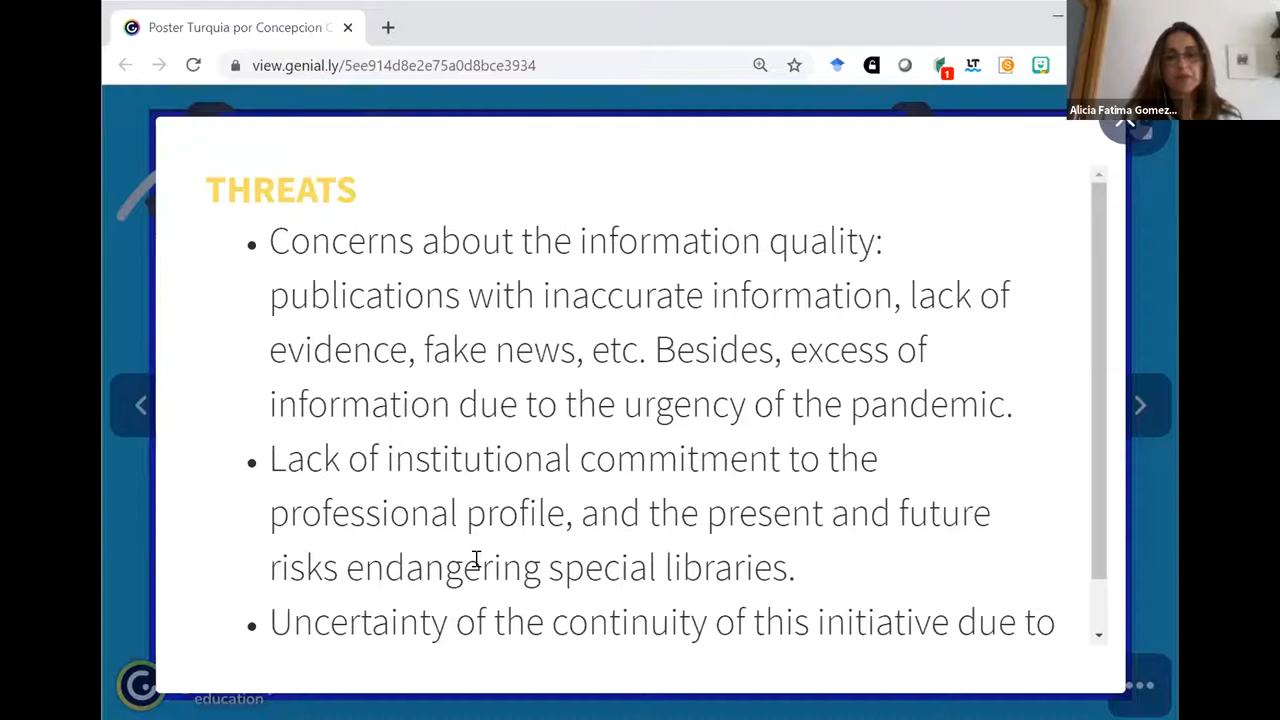 Poster Turquia por Concepcion C
view.genial.ly/5ee914d8e2e75a0d8bce3934
1
LT
Alicia Fatima Gomez...
THREATS
• Concerns about the information quality:
publications with inaccurate information, lack of
evidence, fake news, etc. Besides, excess of
information due to the urgency of the pandemic.
• Lack of institutional commitment to the
professional profile, and the present and future
risks endangering special libraries.
• Uncertainty of the continuity of this initiative due to
education